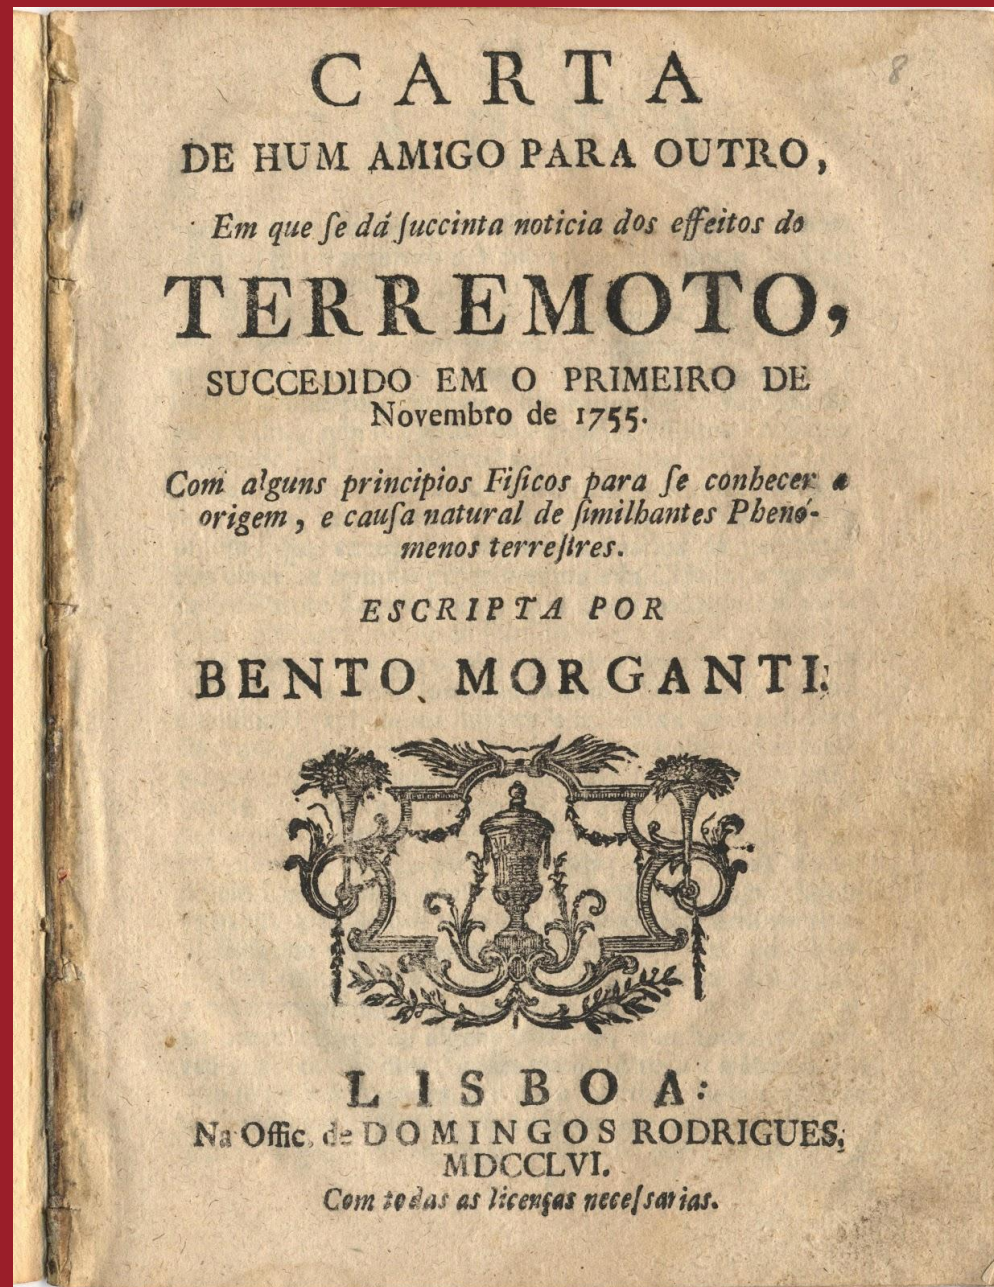 8
CARTA
DE HUM AMIGO PARA OUTRO,
Em que ſe dá ſuccinta noticia dos effeitos do
TERREMOTO,
SUCCEDIDO EM O PRIMEIRO DE
Novembro de 1755.
Com alguns principios Fiſicos para ſe conhecer a
origem, e cauſa natural de ſimilhantes Phenó-
menos terreſtres.
ESCRIPTA POR
BENTO MORGANTI.
LISBOA:
Na Offic. de DOMINGOS RODRIGUES.
MDCCLVI.
Com todas as licenças neceſsarias.